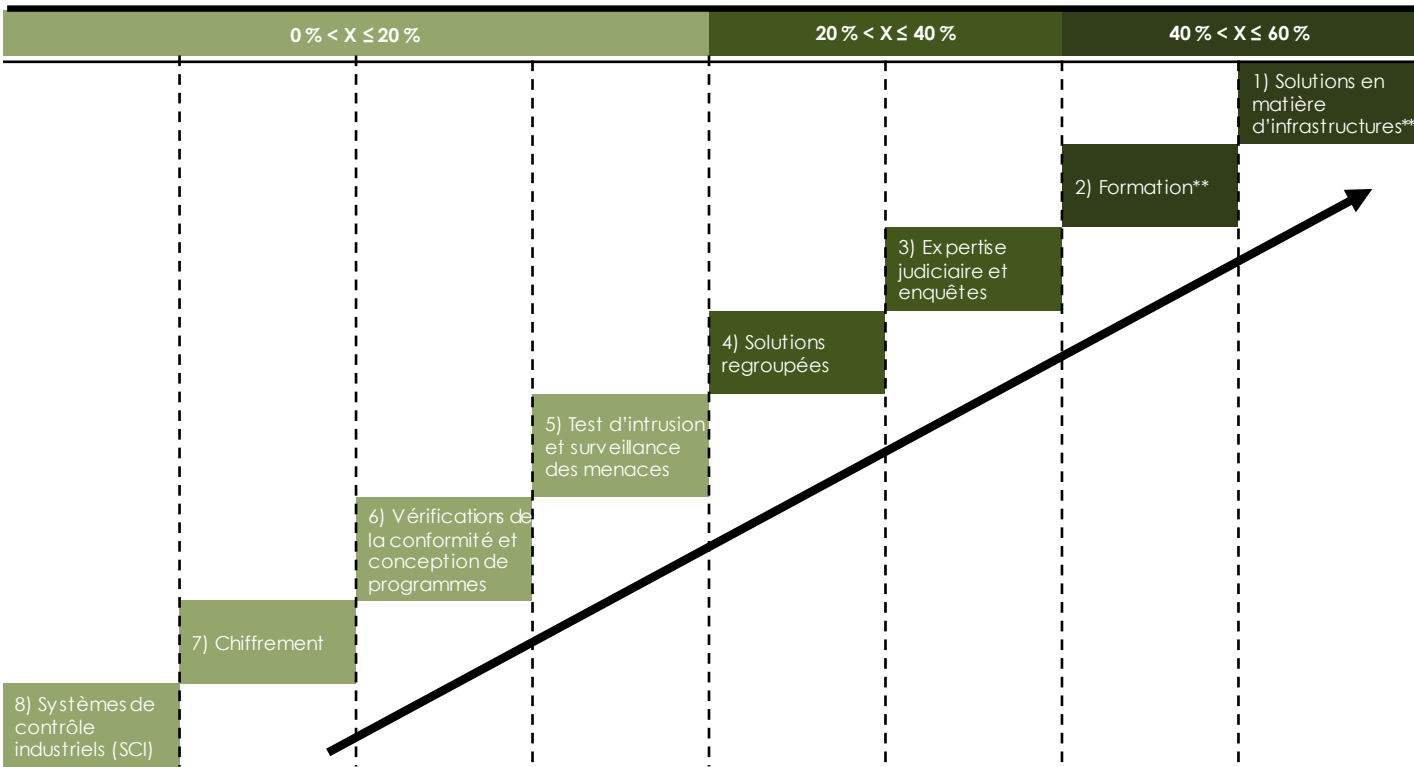 0 % < X ≤ 20 %
20 % < X ≤ 40 %
40 % < X ≤ 60 %
1) Solutions en
matière
d'infrastructures**
2) Formation**
3) Expertise
judiciaire et
enquêtes
4) Solutions
regroupées
5) Test d’intrusion
et surveillance
des menaces
6) Vérifications de
la conformité et
conception de
programmes
7) Chiffrement
8) Systèmes de
contrôle
industriels (SCI)